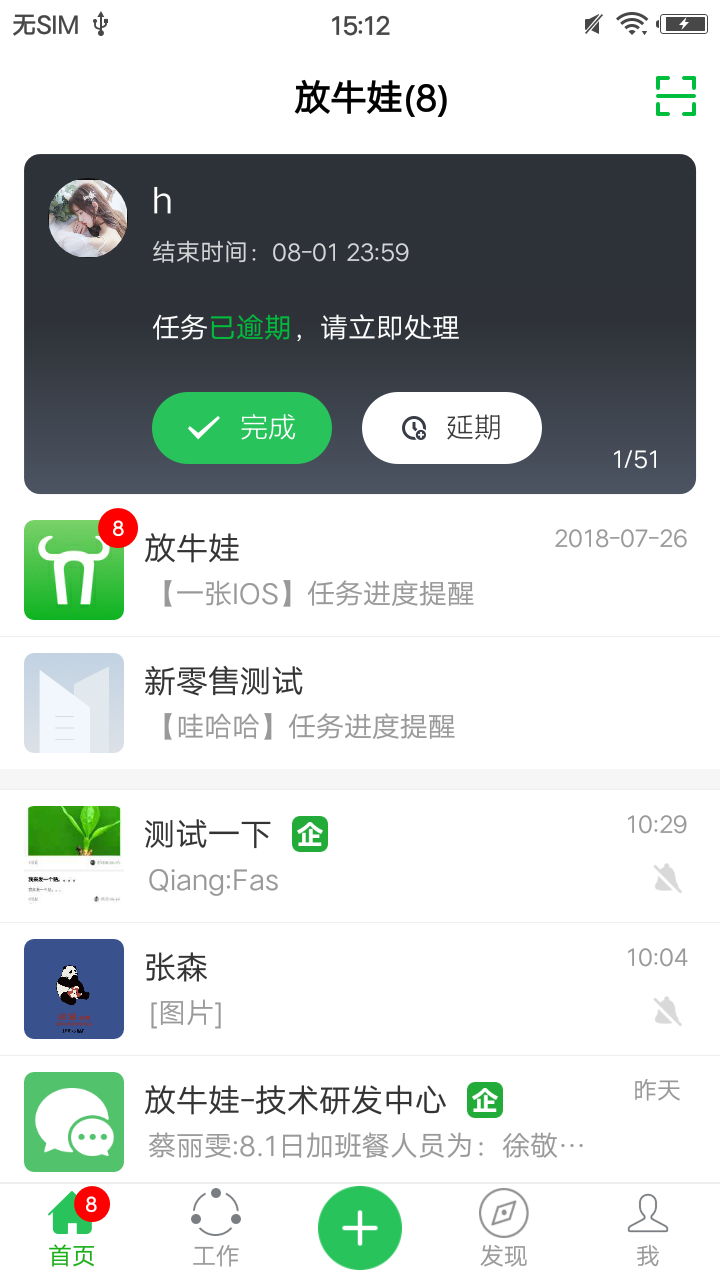 无SIM 15:12
放牛娃(8)
h
结束时间：08-01 23:59
任务已逾期，请立即处理
完成 延期
1/51
8
放牛娃 2018-07-26
【一张IOS】任务进度提醒
新零售测试
【哇哈哈】任务进度提醒
测试一下 企 10:29
Qiang:Fas
张森 10:04
[图片]
放牛娃-技术研发中心 企 昨天
蔡丽雯:8.1日加班餐人员为：徐敬…
8
首页 工作 发现 我